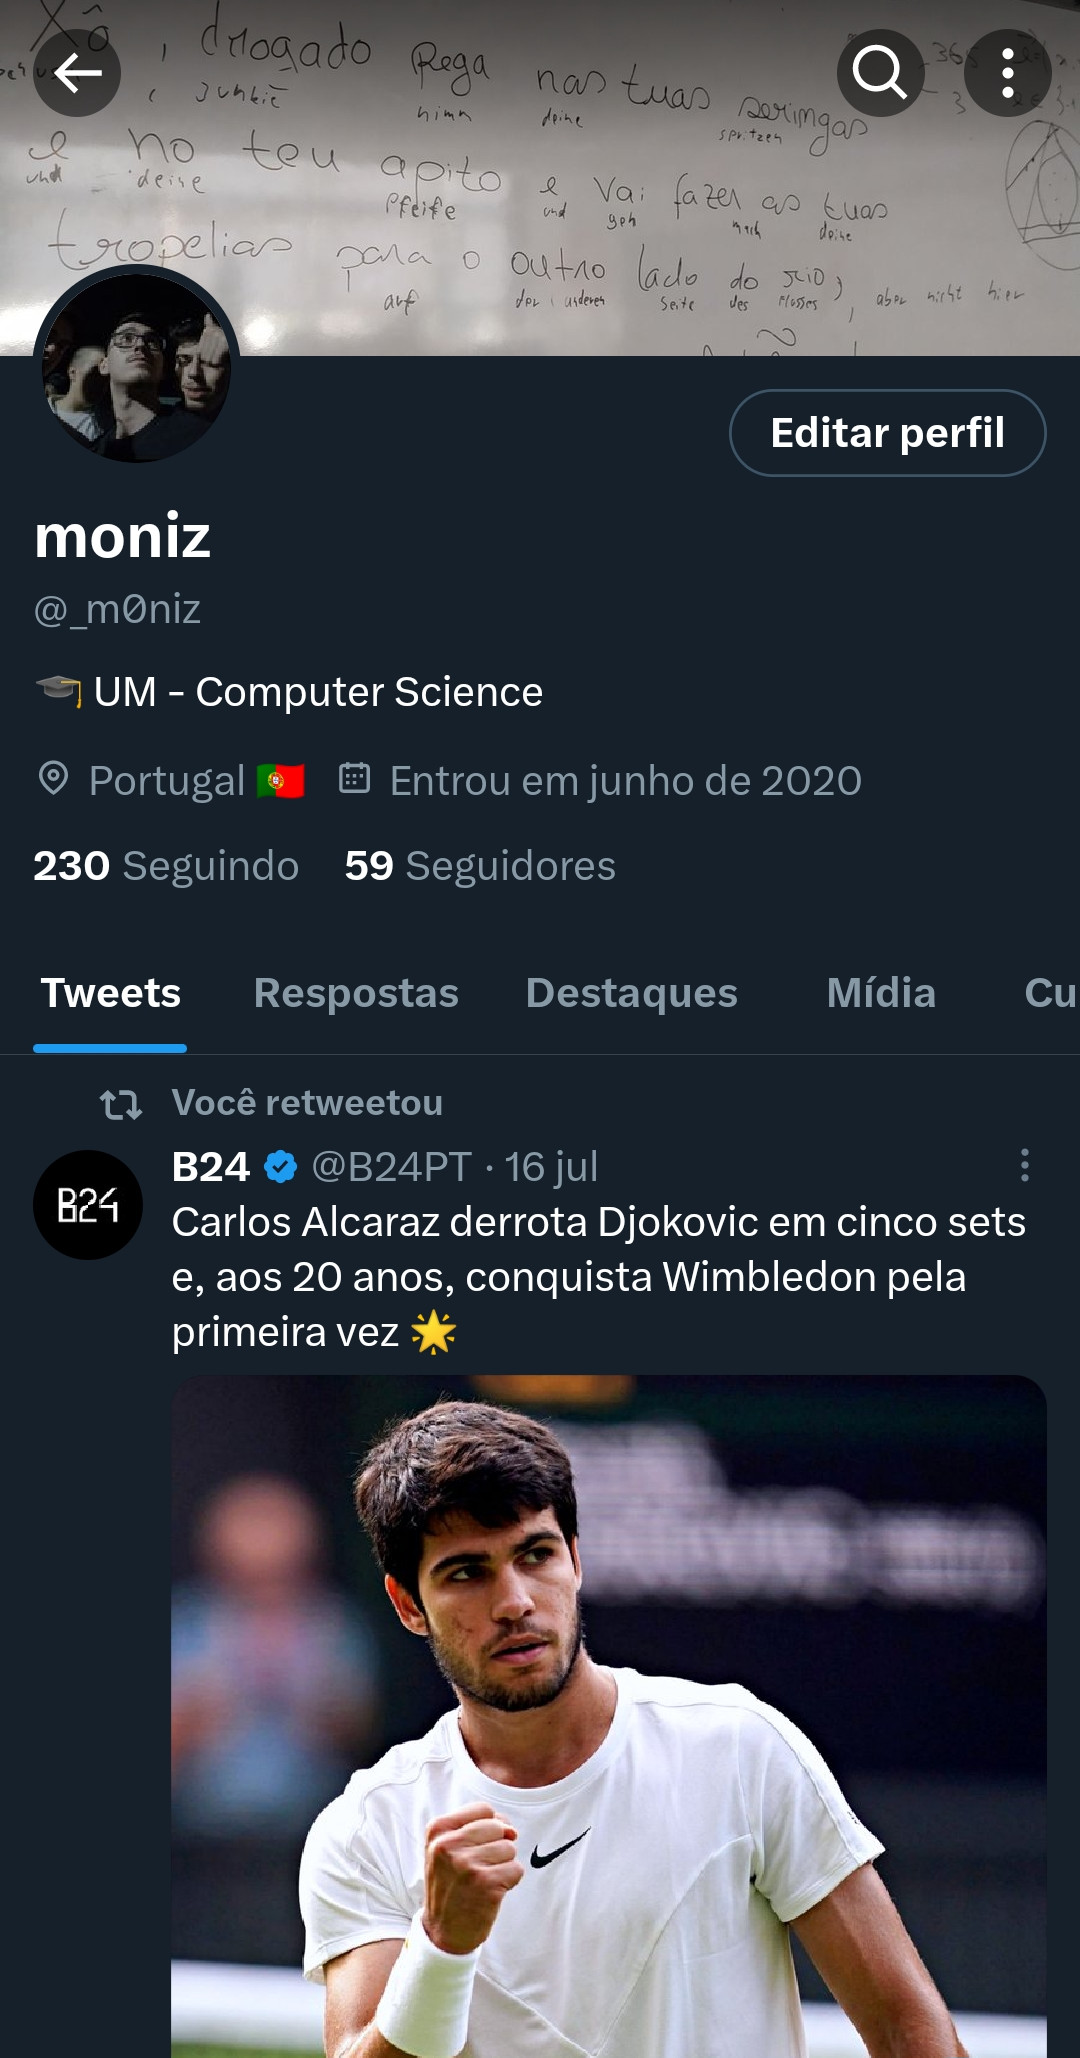 Xô, drogado Pega nas tuas seringas
, Junkie nimm deine spritzen
e no teu apito e vai fazer as tuas
und deine Pfeife und geh mach deine
tropelias para o outro lado do rio,
auf der anderen Seite des Flusses, aber nicht hier
Editar perfil
moniz
@_m0niz
🎓 UM - Computer Science
Portugal 🇵🇹 Entrou em junho de 2020
230 Seguindo 59 Seguidores
Tweets Respostas Destaques Mídia Cu
Você retweetou
B24 @B24PT · 16 jul
B24
Carlos Alcaraz derrota Djokovic em cinco sets
e, aos 20 anos, conquista Wimbledon pela
primeira vez 🌟